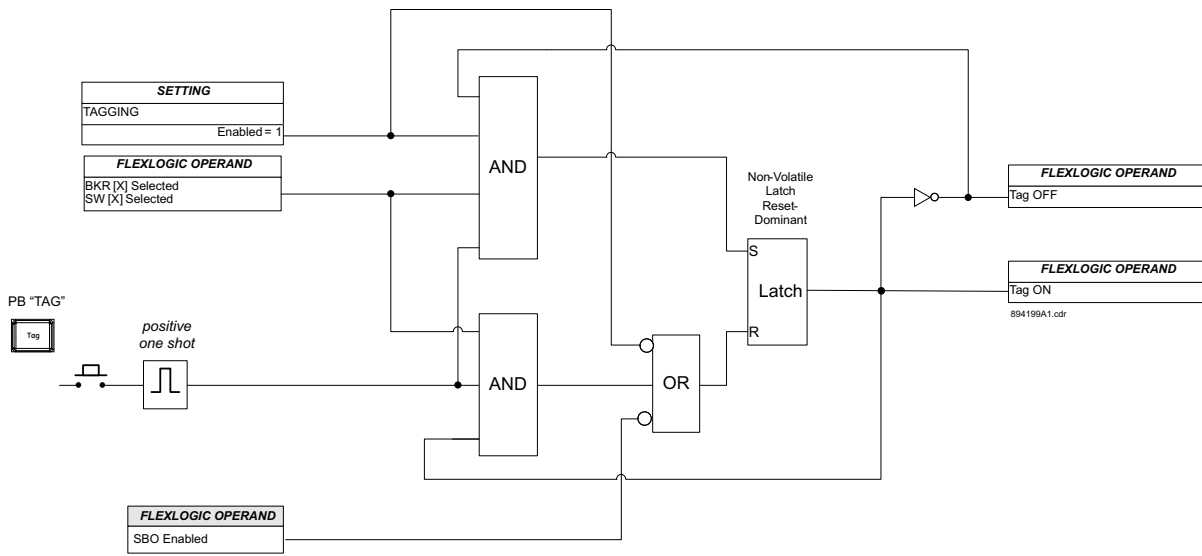 SETTING
TAGGING
Enabled = 1
FLEXLOGIC OPERAND
BKR [X] Selected
SW [X] Selected
AND
Non-Volatile
Latch
Reset-
Dominant
S
Latch
R
FLEXLOGIC OPERAND
Tag OFF
FLEXLOGIC OPERAND
Tag ON
894199A1.cdr
PB “TAG”
Tag
positive
one shot
AND
OR
FLEXLOGIC OPERAND
SBO Enabled